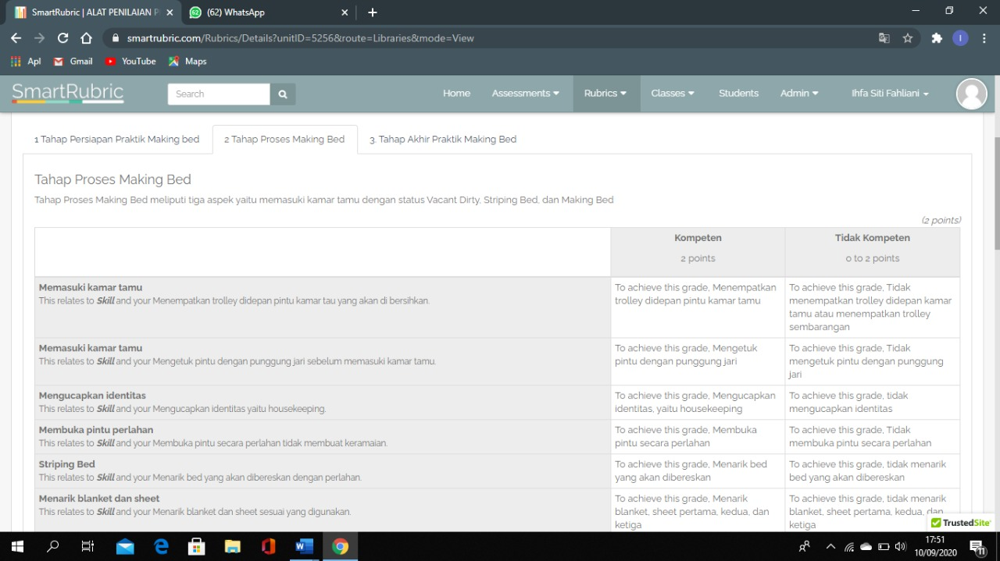 SmartRubric | ALAT PENILAIAN P
(62) WhatsApp
smartrubric.com/Rubrics/Details?unitID=5256&route=Libraries&mode=View
I
Apl
Gmail
YouTube
Maps
SmartRubric
Search
Home
Assessments
Rubrics
Classes
Students
Admin
Ihfa Siti Fahliani
1 Tahap Persiapan Praktik Making bed
2 Tahap Proses Making Bed
3. Tahap Akhir Praktik Making Bed
Tahap Proses Making Bed
Tahap Proses Making Bed meliputi tiga aspek yaitu memasuki kamar tamu dengan status Vacant Dirty, Striping Bed, dan Making Bed
(2 points)
Kompeten
2 points
Tidak Kompeten
0 to 2 points
Memasuki kamar tamu
This relates to Skill and your Menempatkan trolley didepan pintu kamar tau yang akan di bersihkan.
To achieve this grade, Menempatkan
trolley didepan pintu kamar tamu
To achieve this grade, Tidak
menempatkan trolley didepan kamar
tamu atau menempatkan trolley
sembarangan
Memasuki kamar tamu
This relates to Skill and your Mengetuk pintu dengan punggung jari sebelum memasuki kamar tamu.
To achieve this grade, Mengetuk
pintu dengan punggung jari
To achieve this grade, Tidak
mengetuk pintu dengan punggung
jari
Mengucapkan identitas
This relates to Skill and your Mengucapkan identitas yaitu housekeeping.
To achieve this grade, Mengucapkan
identitas, yaitu housekeeping
To achieve this grade, tidak
mengucapkan identitas
Membuka pintu perlahan
This relates to Skill and your Membuka pintu secara perlahan tidak membuat keramaian.
To achieve this grade, Membuka
pintu secara perlahan
To achieve this grade, Tidak
membuka pintu secara perlahan
Striping Bed
This relates to Skill and your Menarik bed yang akan dibereskan dengan perlahan.
To achieve this grade, Menarik bed
yang akan dibereskan
To achieve this grade, tidak menarik
bed yang akan dibereskan
Menarik blanket dan sheet
This relates to Skill and your Menarik blanket dan sheet sesuai yang digunakan.
To achieve this grade, Menarik
blanket, sheet pertama, kedua, dan
ketiga
To achieve this grade, tidak menarik
blanket, sheet pertama, kedua, dan
ketiga
TrustedSite
17:51
10/09/2020
11